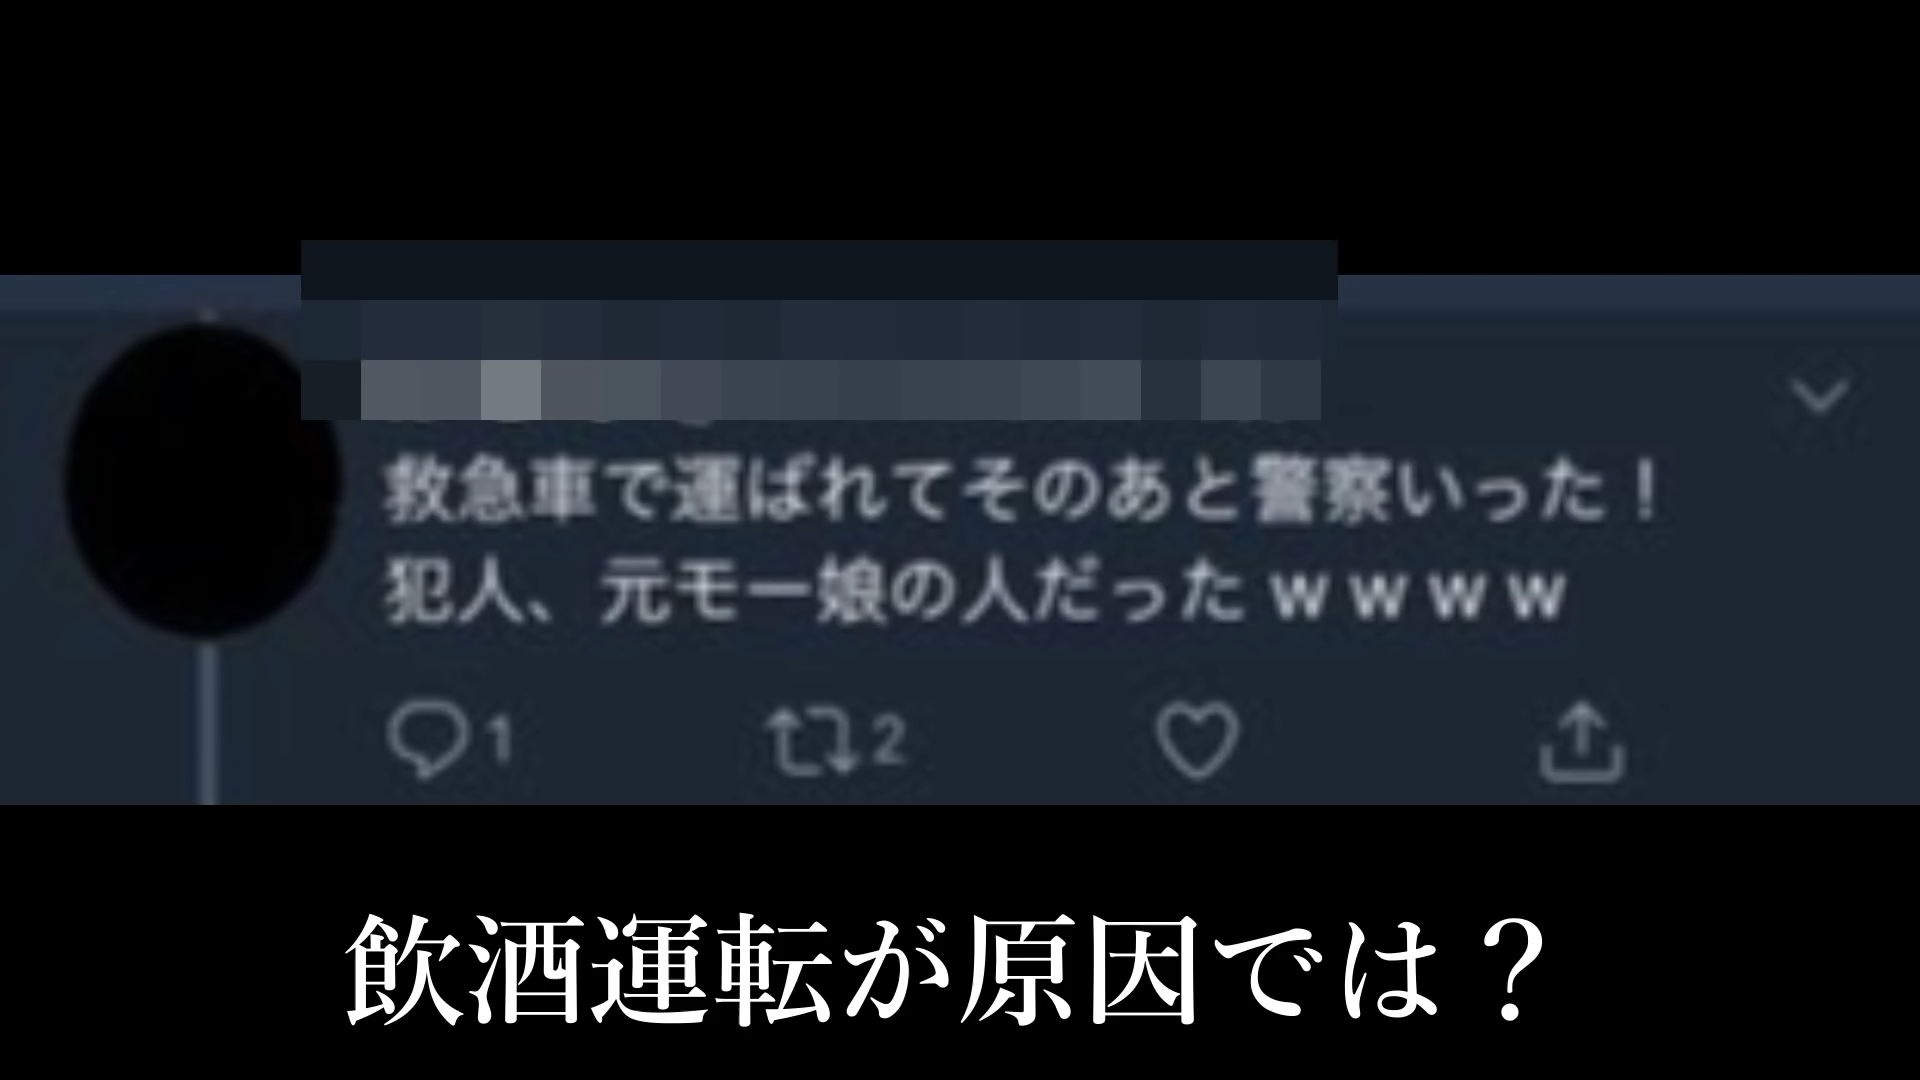 救急車で運ばれてそのあと警察いった！
犯人、元モー娘の人だったｗｗｗｗ
1
2
飲酒運転が原因では？